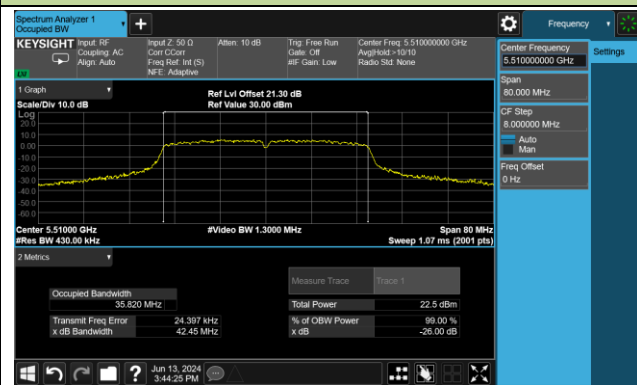 Spectrum Analyzer 1
Occupied BW
Frequency
KEYSIGHT
Input: RF
Coupling: AC
Align: Auto
Input Z: 50 Ω
Corr CCorr
Freq Ref: Int (S)
NFE: Adaptive
Atten: 10 dB
Trig: Free Run
Gate: Off
#IF Gain: Low
Center Freq: 5.510000000 GHz
Avg|Hold:>10/10
Radio Std: None
Center Frequency
5.510000000 GHz
Settings
Span
80.000 MHz
CF Step
8.000000 MHz
Auto
Man
Freq Offset
0 Hz
1 Graph
Scale/Div 10.0 dB
Ref Lvl Offset 21.30 dB
Ref Value 30.00 dBm
Log
20.0
10.0
0.00
-10.0
-20.0
-30.0
-40.0
-50.0
-60.0
Center 5.51000 GHz
#Res BW 430.00 kHz
#Video BW 1.3000 MHz
Span 80 MHz
Sweep 1.07 ms (2001 pts)
2 Metrics
Measure Trace Trace 1
Occupied Bandwidth
35.820 MHz
Total Power 22.5 dBm
Transmit Freq Error 24.397 kHz
% of OBW Power 99.00 %
x dB Bandwidth 42.45 MHz
x dB -26.00 dB
Jun 13, 2024
3:44:25 PM